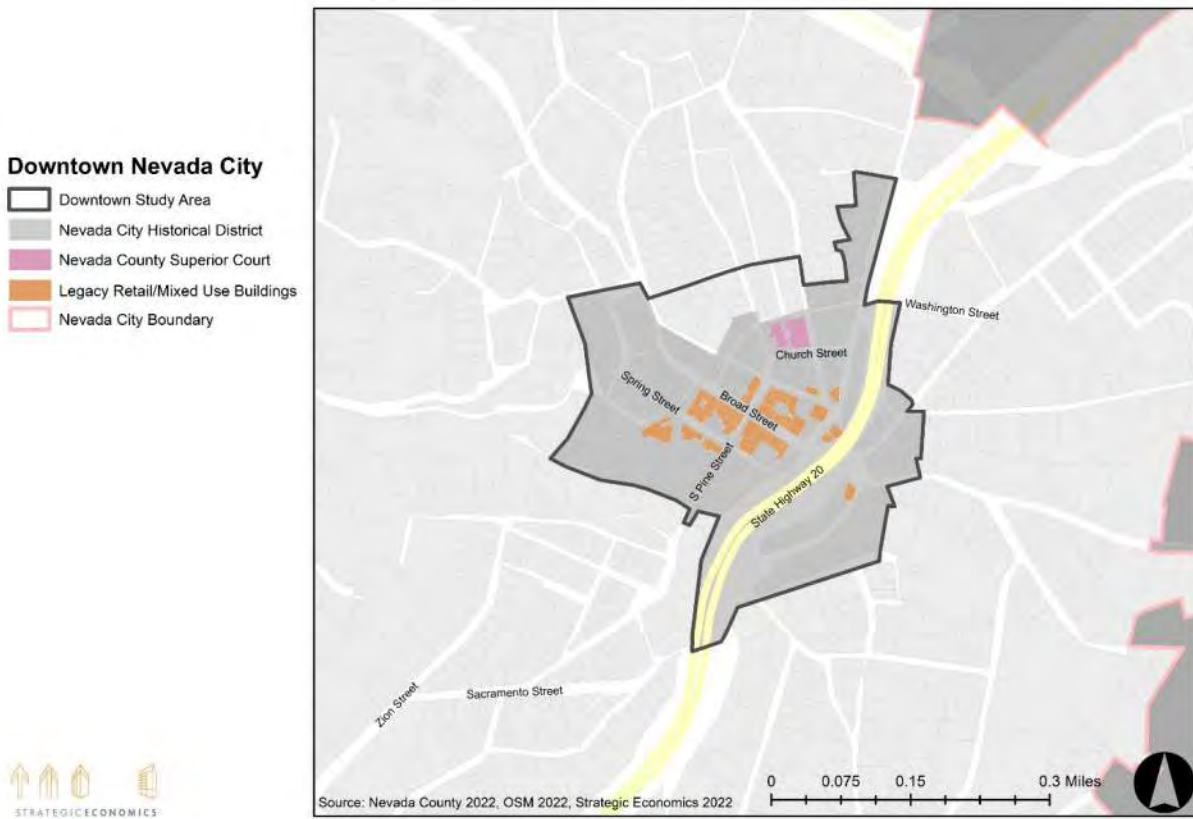 Downtown Nevada City
Downtown Study Area
Nevada City Historical District
Nevada County Superior Court
Legacy Retail/Mixed Use Buildings
Nevada City Boundary
Washington Street
Church Street
Spring Street
Broad Street
S Pine Street
State Highway 20
Zion Street
Sacramento Street
0 0.075 0.15 0.3 Miles
Source: Nevada County 2022, OSM 2022, Strategic Economics 2022
STRATEGICECONOMICS